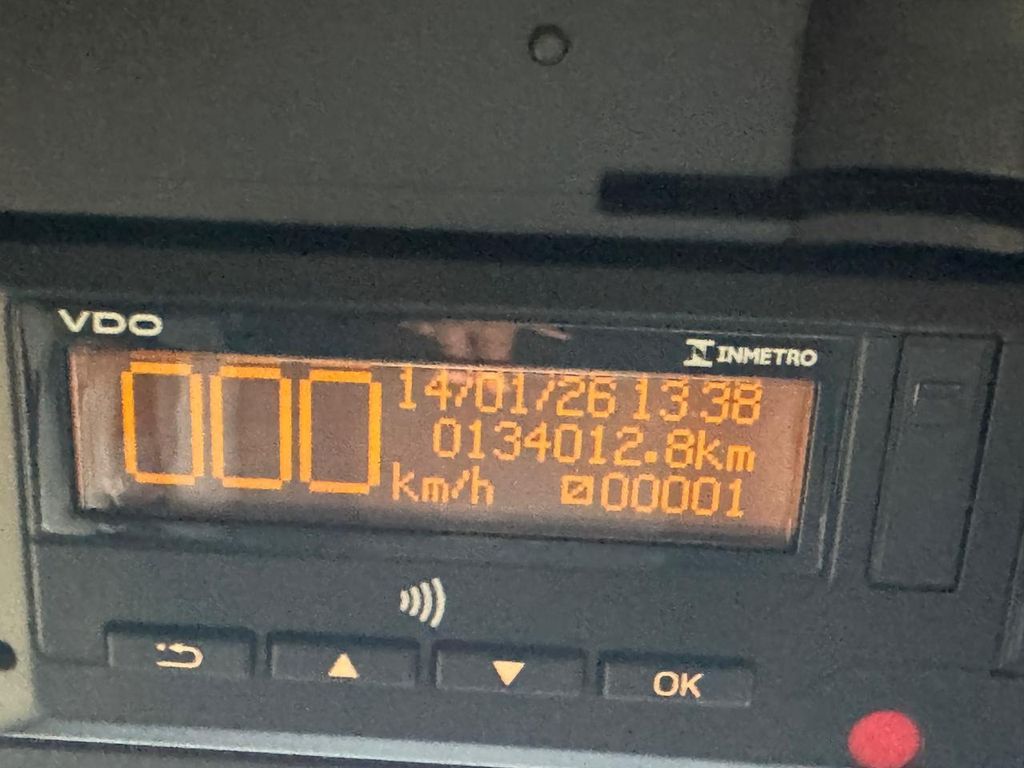 VDO
INMETRO
000 14/01/26 13:38
0134012.8km
km/h 00001
OK